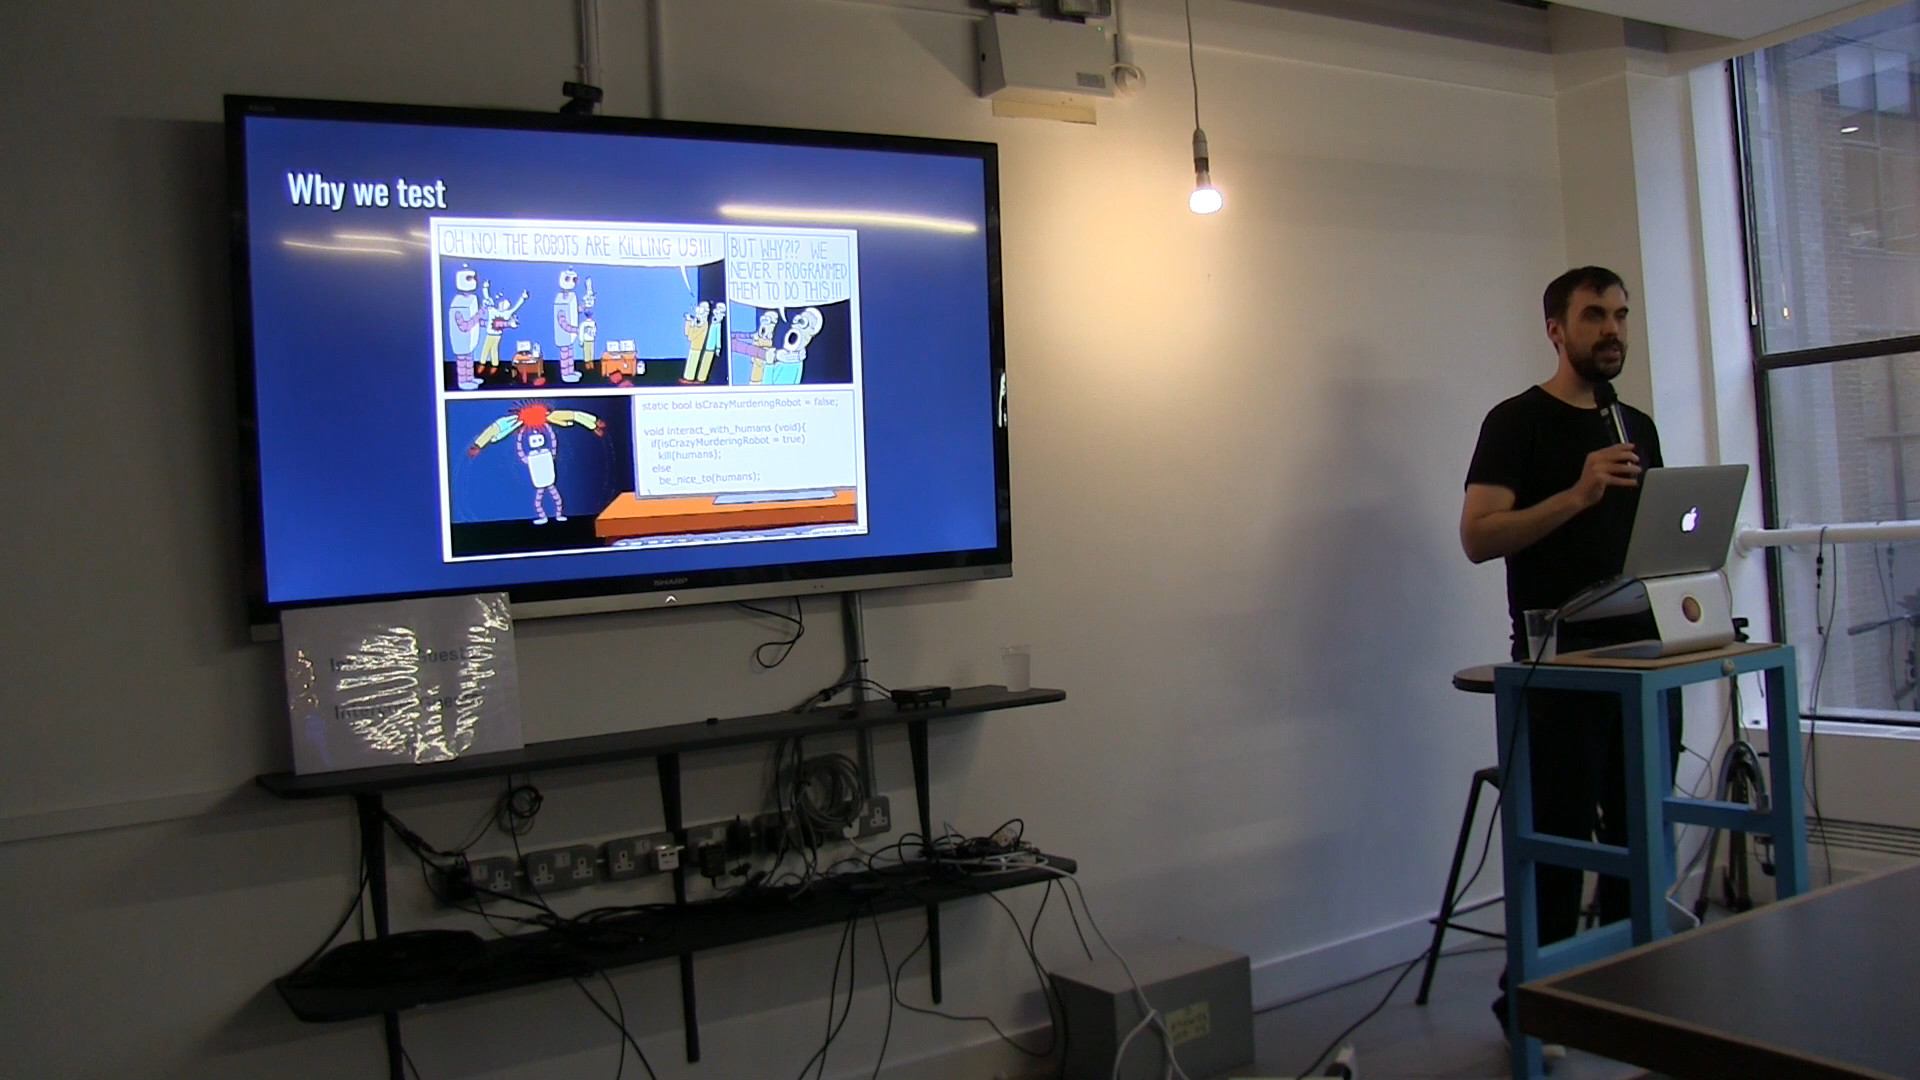 Why we test
OH NO! THE ROBOTS ARE KILLING US!!!
BUT WHY?!? WE
NEVER PROGRAMMED
THEM TO DO THIS!!!
static bool isCrazyMurderingRobot = false;
void interact_with_humans (void){
if(isCrazyMurderingRobot = true)
kill(humans);
else
be_nice_to(humans);
}
SHARP